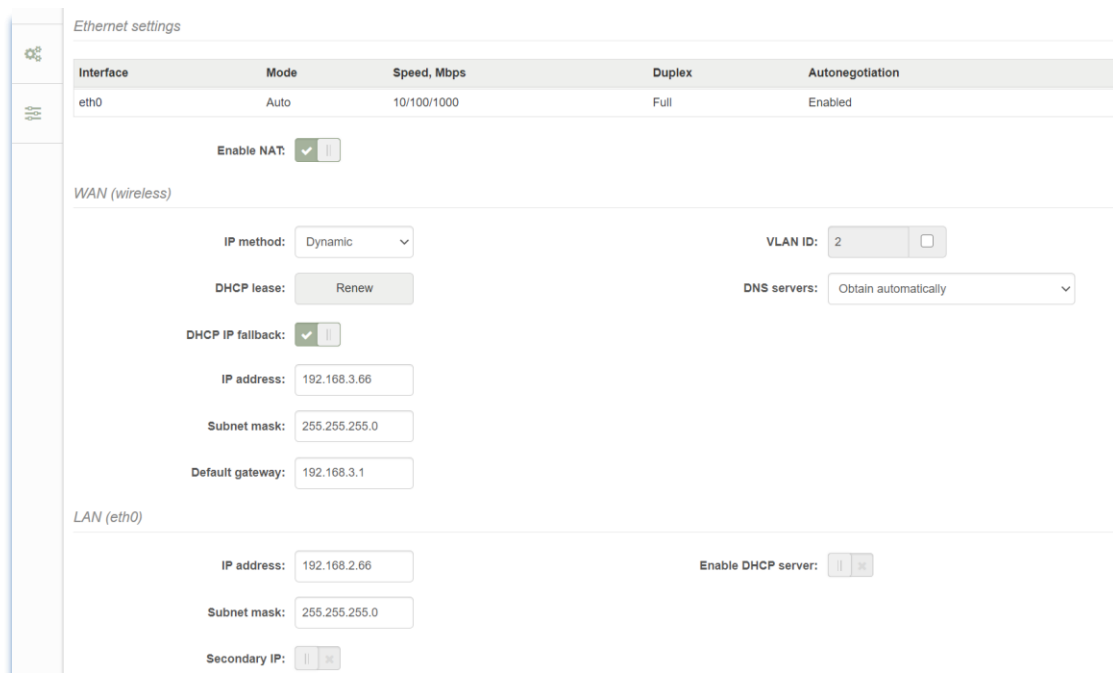 Ethernet settings
Interface Mode Speed, Mbps Duplex Autonegotiation
eth0 Auto 10/100/1000 Full Enabled
Enable NAT:
WAN (wireless)
IP method: Dynamic VLAN ID: 2
DHCP lease: Renew DNS servers: Obtain automatically
DHCP IP fallback:
IP address: 192.168.3.66
Subnet mask: 255.255.255.0
Default gateway: 192.168.3.1
LAN (eth0)
IP address: 192.168.2.66 Enable DHCP server:
Subnet mask: 255.255.255.0
Secondary IP: